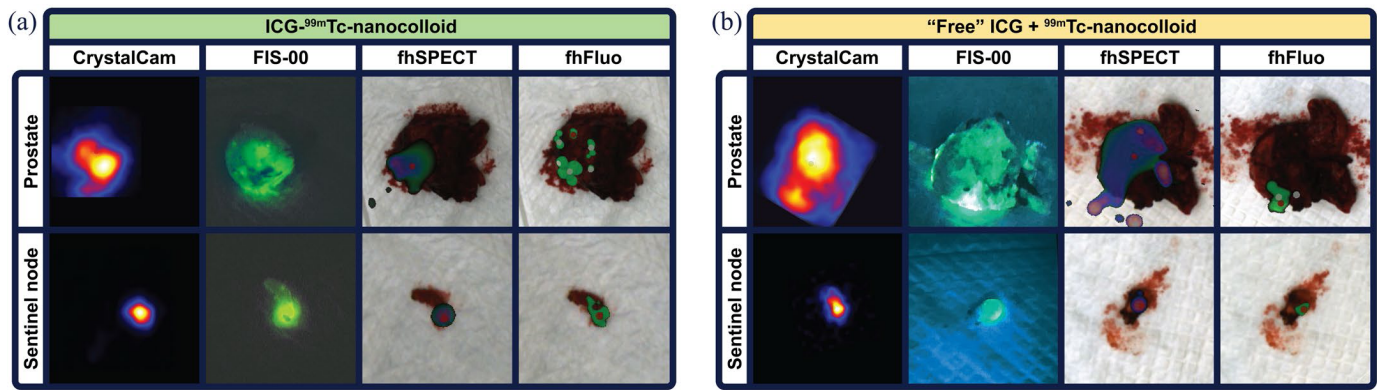 (a)
ICG-⁹⁹ᵐTc-nanocolloid
CrystalCam FIS-00 fhSPECT fhFluo
Prostate
Sentinel node
(b)
“Free” ICG + ⁹⁹ᵐTc-nanocolloid
CrystalCam FIS-00 fhSPECT fhFluo
Prostate
Sentinel node